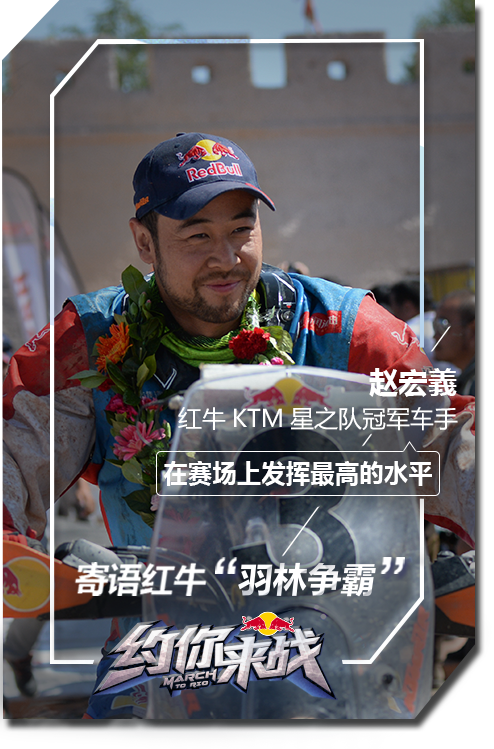 RedBull
赵宏義
红牛 KTM 星之队冠军车手
在赛场上发挥最高的水平
8
寄语红牛“羽林争霸”
约你来战
MARCH
TO RIO